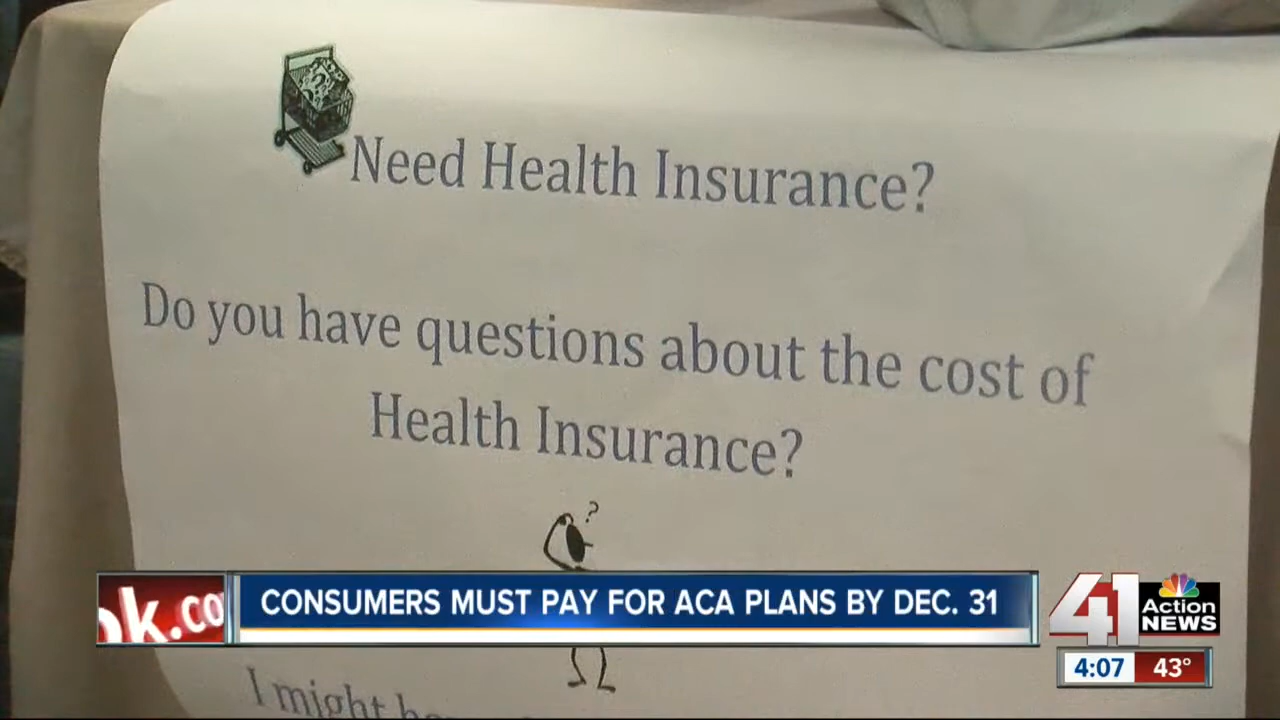 Need Health Insurance?
Do you have questions about the cost of
Health Insurance?
?
ok.co
CONSUMERS MUST PAY FOR ACA PLANS BY DEC. 31
41
Action
NEWS
4:07 43°
I might